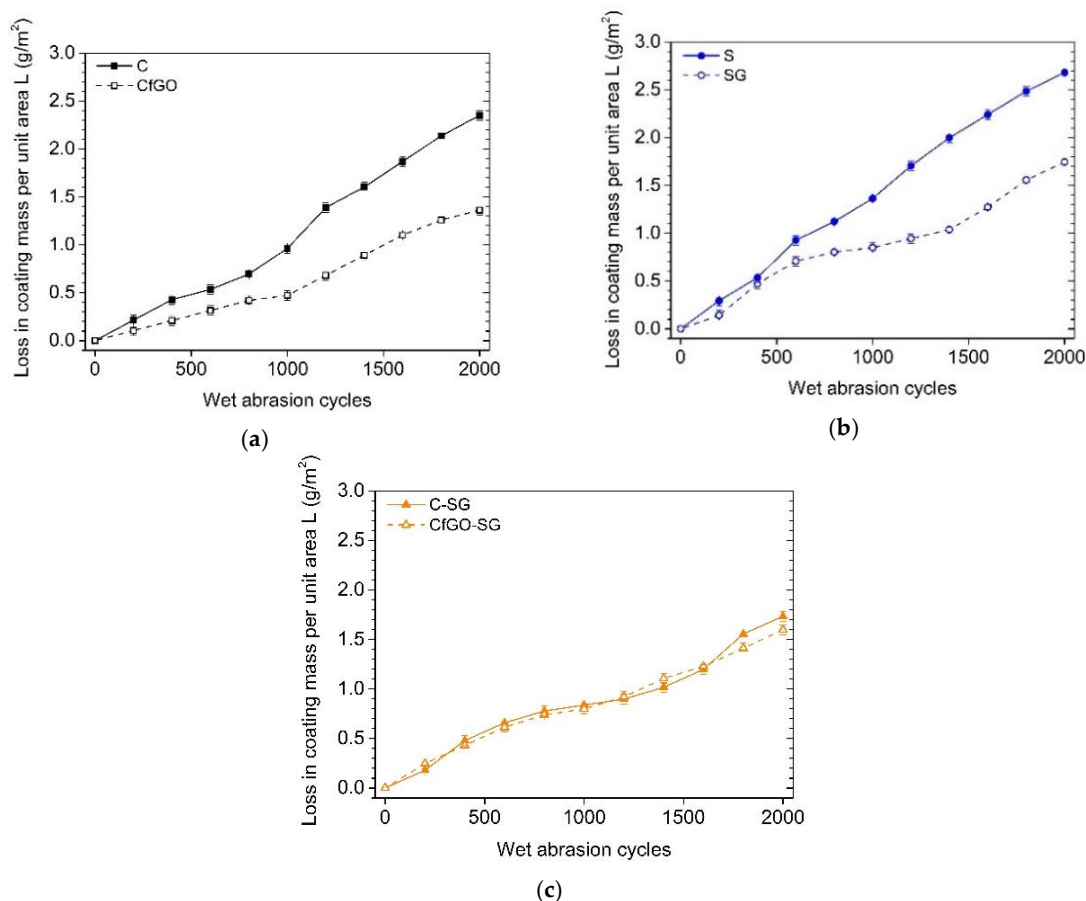 3.0
2.5
2.0
1.5
1.0
0.5
0.0
Loss in coating mass per unit area L (g/m²)
C
CfGO
0 500 1000 1500 2000
Wet abrasion cycles
(a)
3.0
2.5
2.0
1.5
1.0
0.5
0.0
Loss in coating mass per unit area L (g/m²)
S
SG
0 500 1000 1500 2000
Wet abrasion cycles
(b)
3.0
2.5
2.0
1.5
1.0
0.5
0.0
Loss in coating mass per unit area L (g/m²)
C-SG
CfGO-SG
0 500 1000 1500 2000
Wet abrasion cycles
(c)